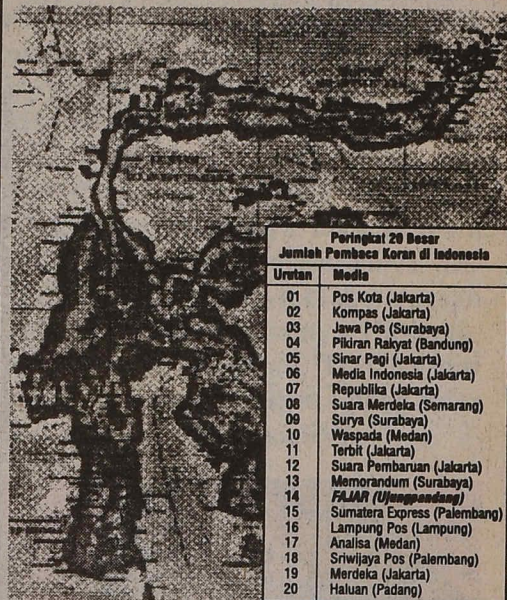 Peringkat 20 Besar
Jumlah Pembaca Koran di Indonesia
Urutan Media
01 Pos Kota (Jakarta)
02 Kompas (Jakarta)
03 Jawa Pos (Surabaya)
04 Pikiran Rakyat (Bandung)
05 Sinar Pagi (Jakarta)
06 Media Indonesia (Jakarta)
07 Republika (Jakarta)
08 Suara Merdeka (Semarang)
09 Surya (Surabaya)
10 Waspada (Medan)
11 Terbit (Jakarta)
12 Suara Pembaruan (Jakarta)
13 Memorandum (Surabaya)
14 FAJAR (Ujungpandang)
15 Sumatera Express (Palembang)
16 Lampung Pos (Lampung)
17 Analisa (Medan)
18 Sriwijaya Pos (Palembang)
19 Merdeka (Jakarta)
20 Haluan (Padang)